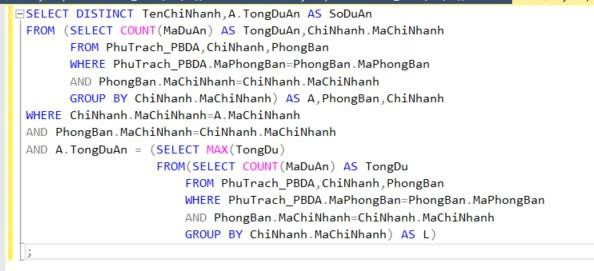 SELECT DISTINCT TenChiNhanh,A.TongDuAn AS SoDuAn
FROM (SELECT COUNT(MaDuAn) AS TongDuAn,ChiNhanh.MaChiNhanh
FROM PhuTrach_PBDA,ChiNhanh,PhongBan
WHERE PhuTrach_PBDA.MaPhongBan=PhongBan.MaPhongBan
AND PhongBan.MaChiNhanh=ChiNhanh.MaChiNhanh
GROUP BY ChiNhanh.MaChiNhanh) AS A,PhongBan,ChiNhanh
WHERE ChiNhanh.MaChiNhanh=A.MaChiNhanh
AND PhongBan.MaChiNhanh=ChiNhanh.MaChiNhanh
AND A.TongDuAn = (SELECT MAX(TongDu)
FROM(SELECT COUNT(MaDuAn) AS TongDu
FROM PhuTrach_PBDA,ChiNhanh,PhongBan
WHERE PhuTrach_PBDA.MaPhongBan=PhongBan.MaPhongBan
AND PhongBan.MaChiNhanh=ChiNhanh.MaChiNhanh
GROUP BY ChiNhanh.MaChiNhanh) AS L)
;